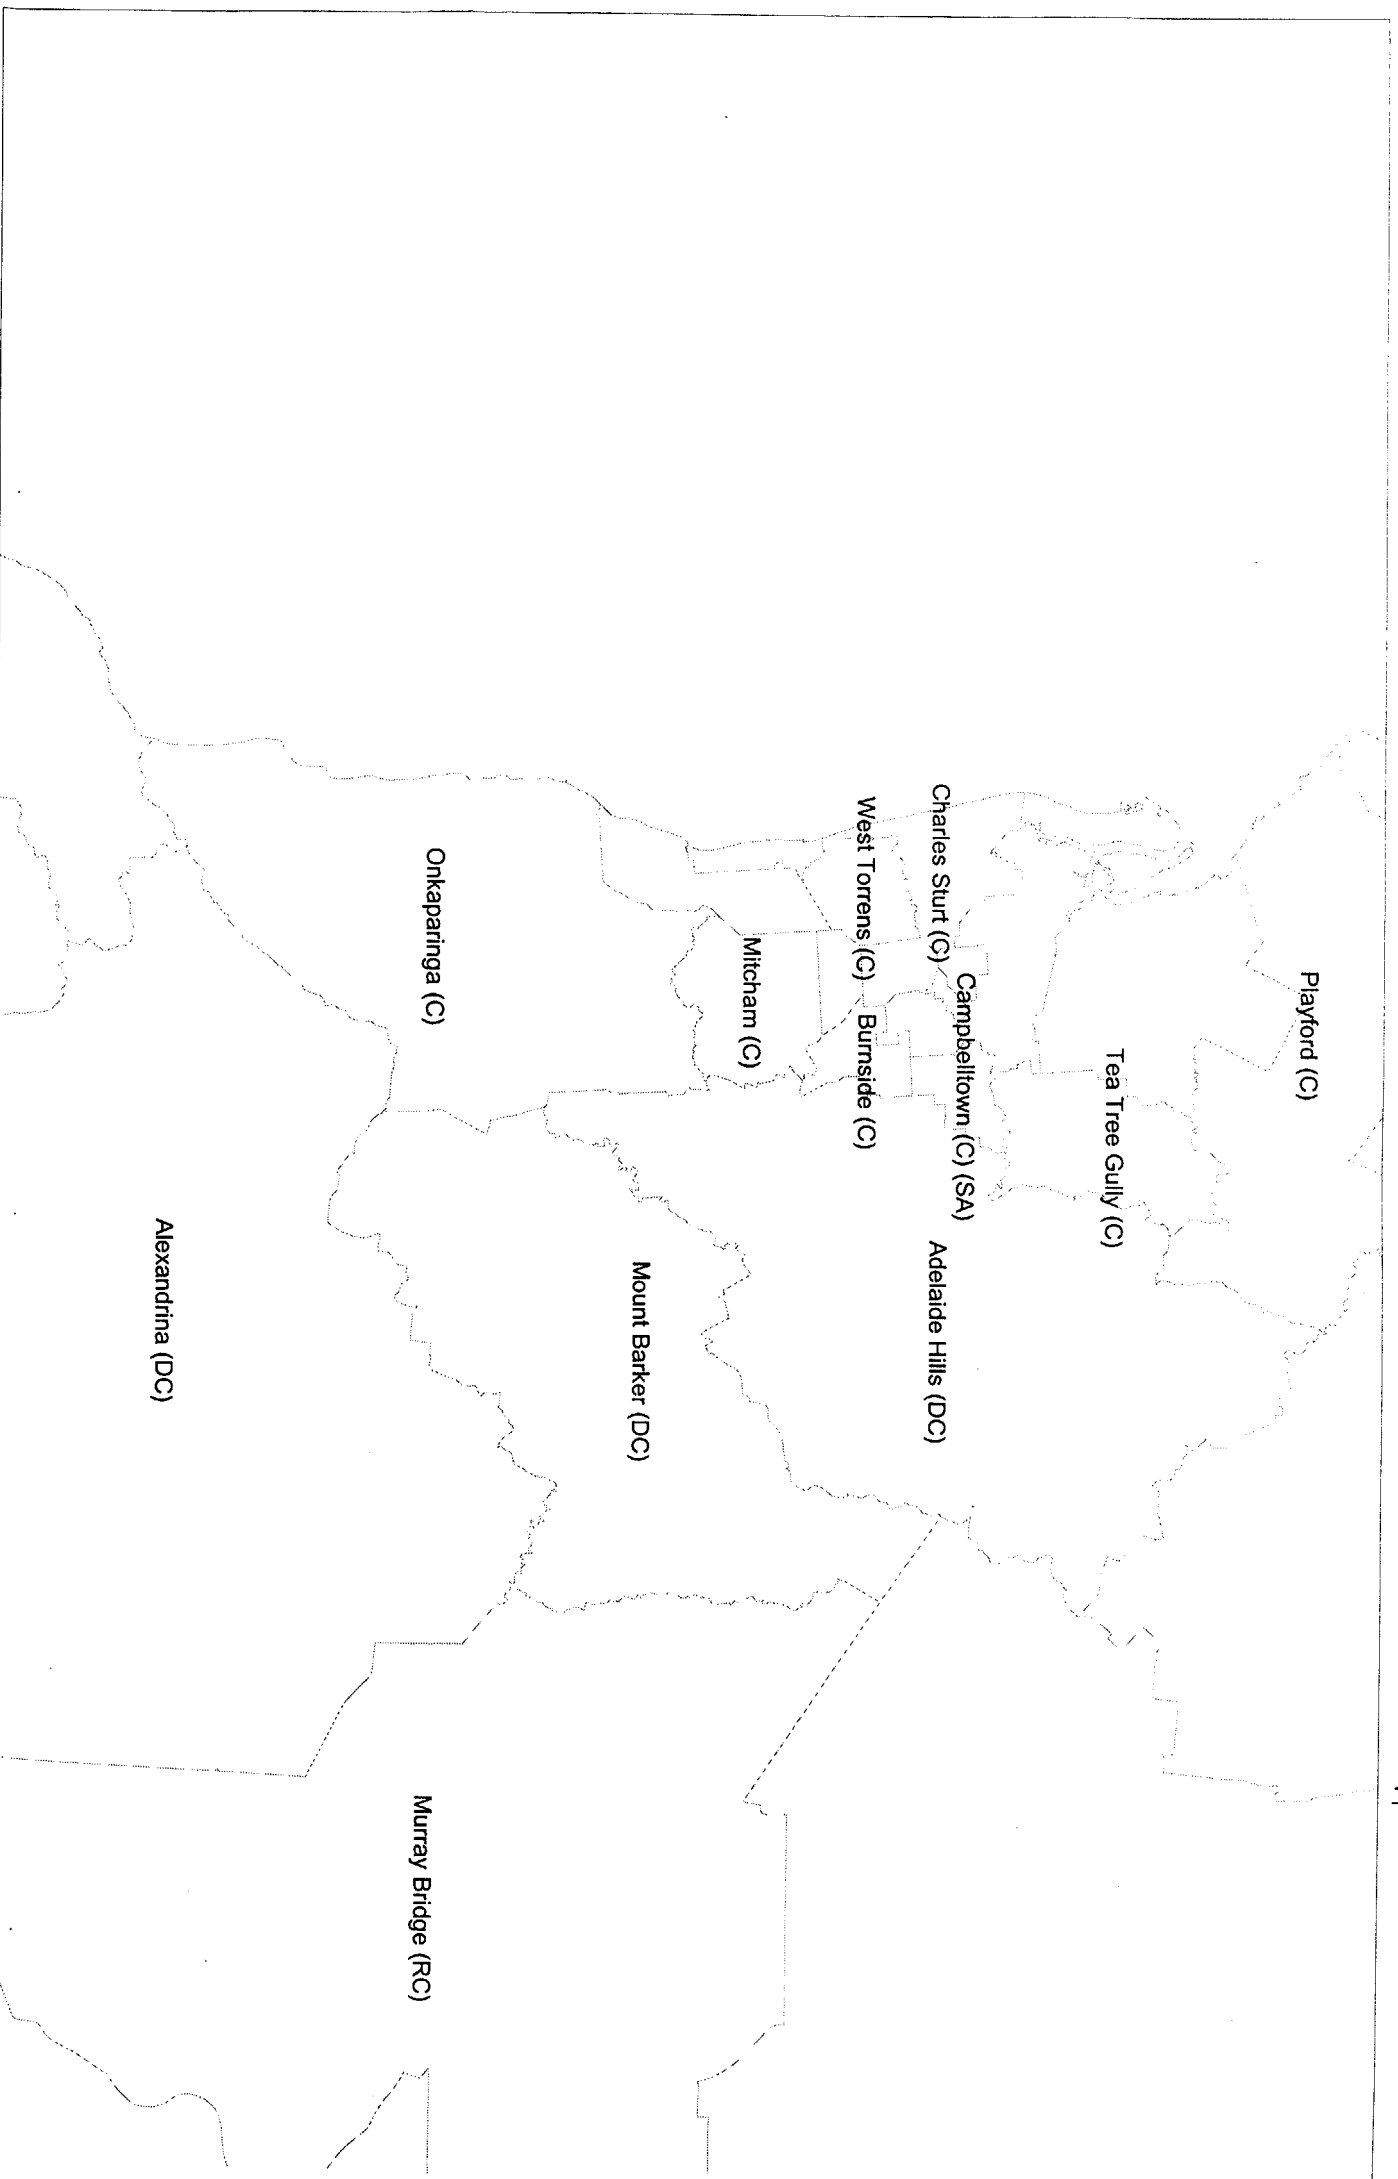 Playford (C)
Tea Tree Gully (C)
Campbelltown (C) (SA)
Charles Sturt (C)
Adelaide Hills (DC)
West Torrens (C)
Burnside (C)
Mitcham (C)
Mount Barker (DC)
Onkaparinga (C)
Murray Bridge (RC)
Alexandrina (DC)